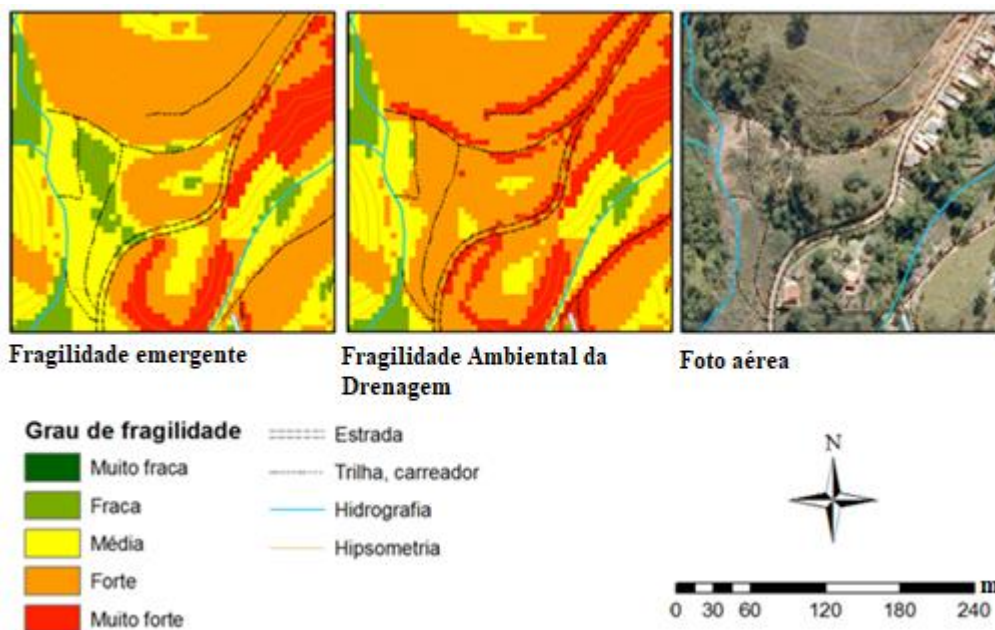 Fragilidade emergente
Fragilidade Ambiental da
Drenagem
Foto aérea
Grau de fragilidade
Muito fraca
Fraca
Média
Forte
Muito forte
Estrada
Trilha, carreador
Hidrografia
Hipsometria
N
m
0 30 60 120 180 240